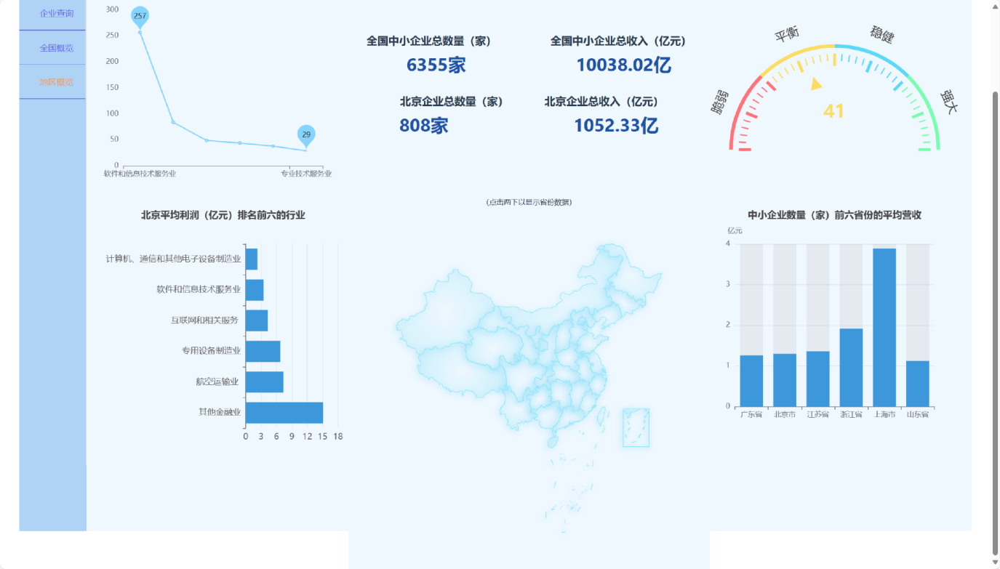 企业查询
全国概览
地区概览
300
250
200
150
100
50
0
257
29
软件和信息技术服务业
专业技术服务业
全国中小企业总数量（家）
6355家
全国中小企业总收入（亿元）
10038.02亿
北京企业总数量（家）
808家
北京企业总收入（亿元）
1052.33亿
脆弱
平衡
稳健
强大
41
北京平均利润（亿元）排名前六的行业
计算机、通信和其他电子设备制造业
软件和信息技术服务业
互联网和相关服务
专用设备制造业
航空运输业
其他金融业
0 3 6 9 12 15 18
(点击两下以显示省份数据)
中小企业数量（家）前六省份的平均营收
亿元
4
3
2
1
0
广东省 北京市 江苏省 浙江省 上海市 山东省